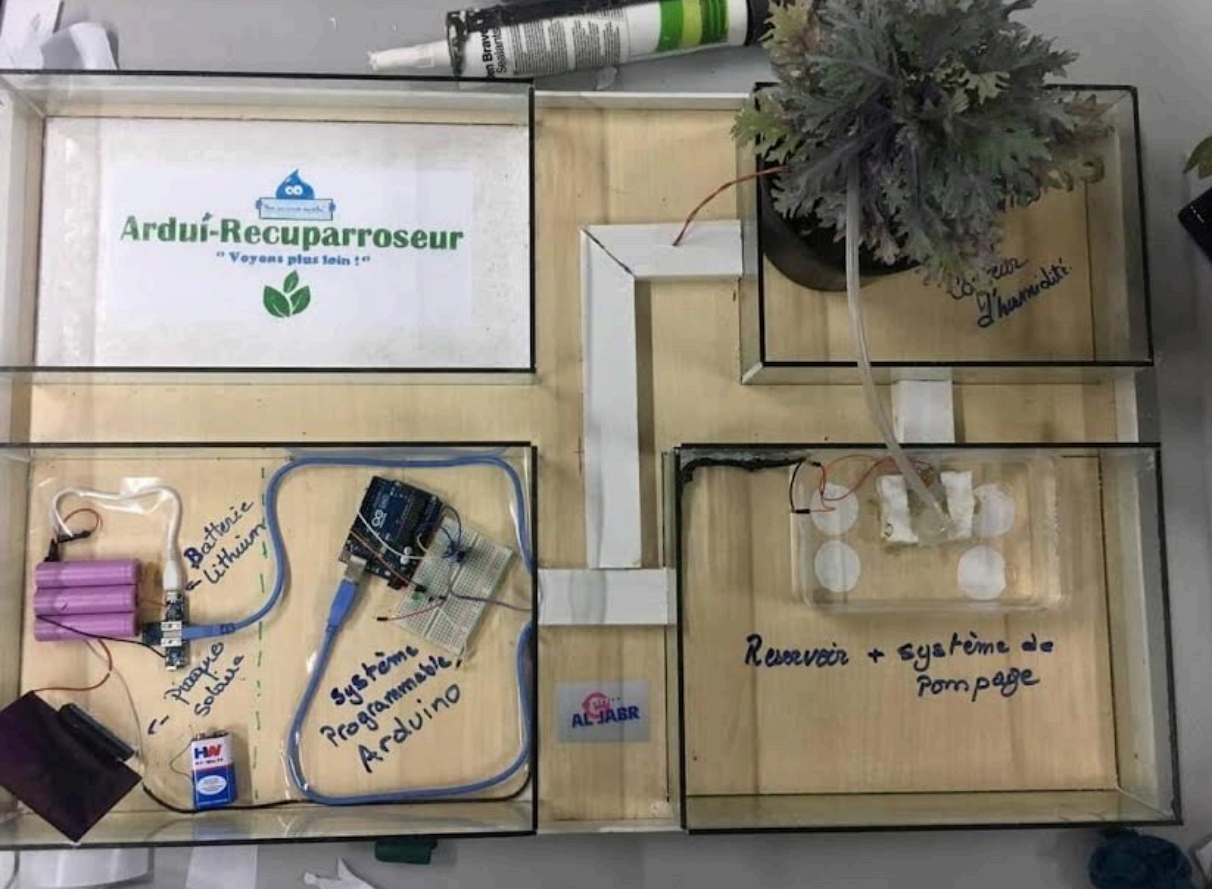 Arduí-Recuparroseur
" Voyons plus loin ! "
d'humidité.
Batterie
lithium
plaque
solaire
Système
Programmable,
Arduino
HW
AL JABR
Reservoir + système de
Pompage